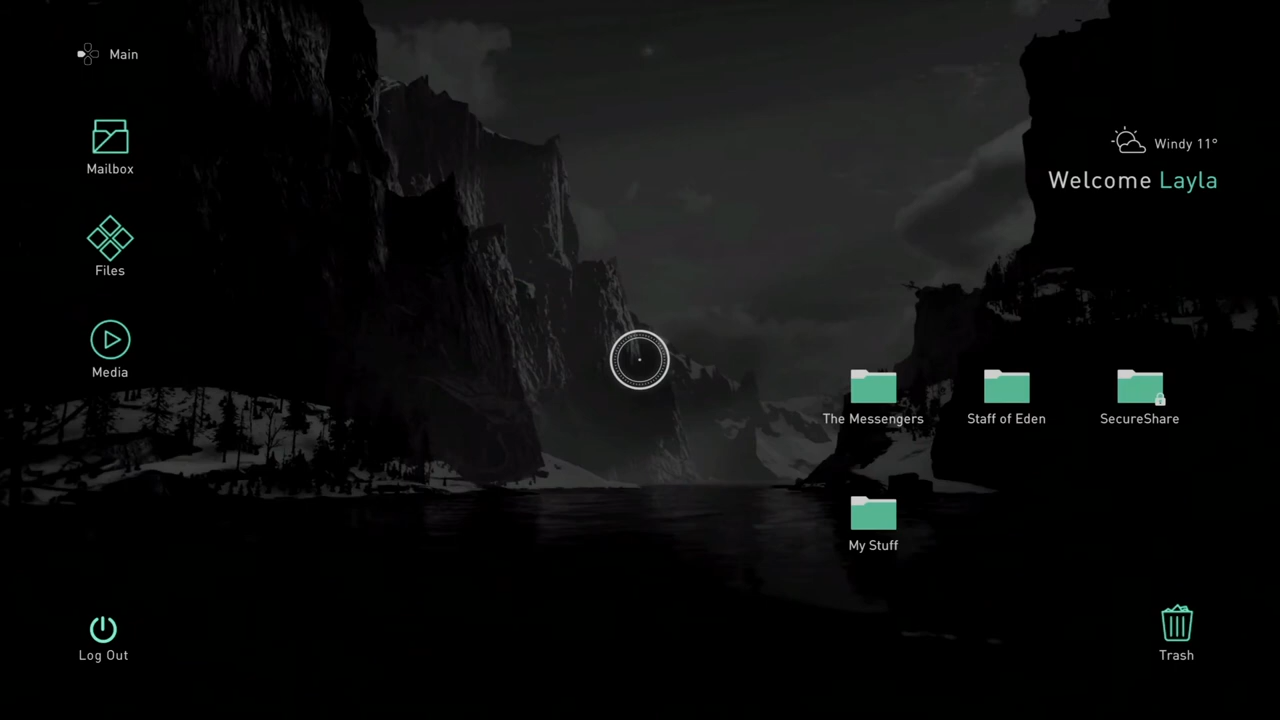 Main
Mailbox
Files
Media
Log Out
Windy 11°
Welcome Layla
The Messengers
Staff of Eden
SecureShare
My Stuff
Trash